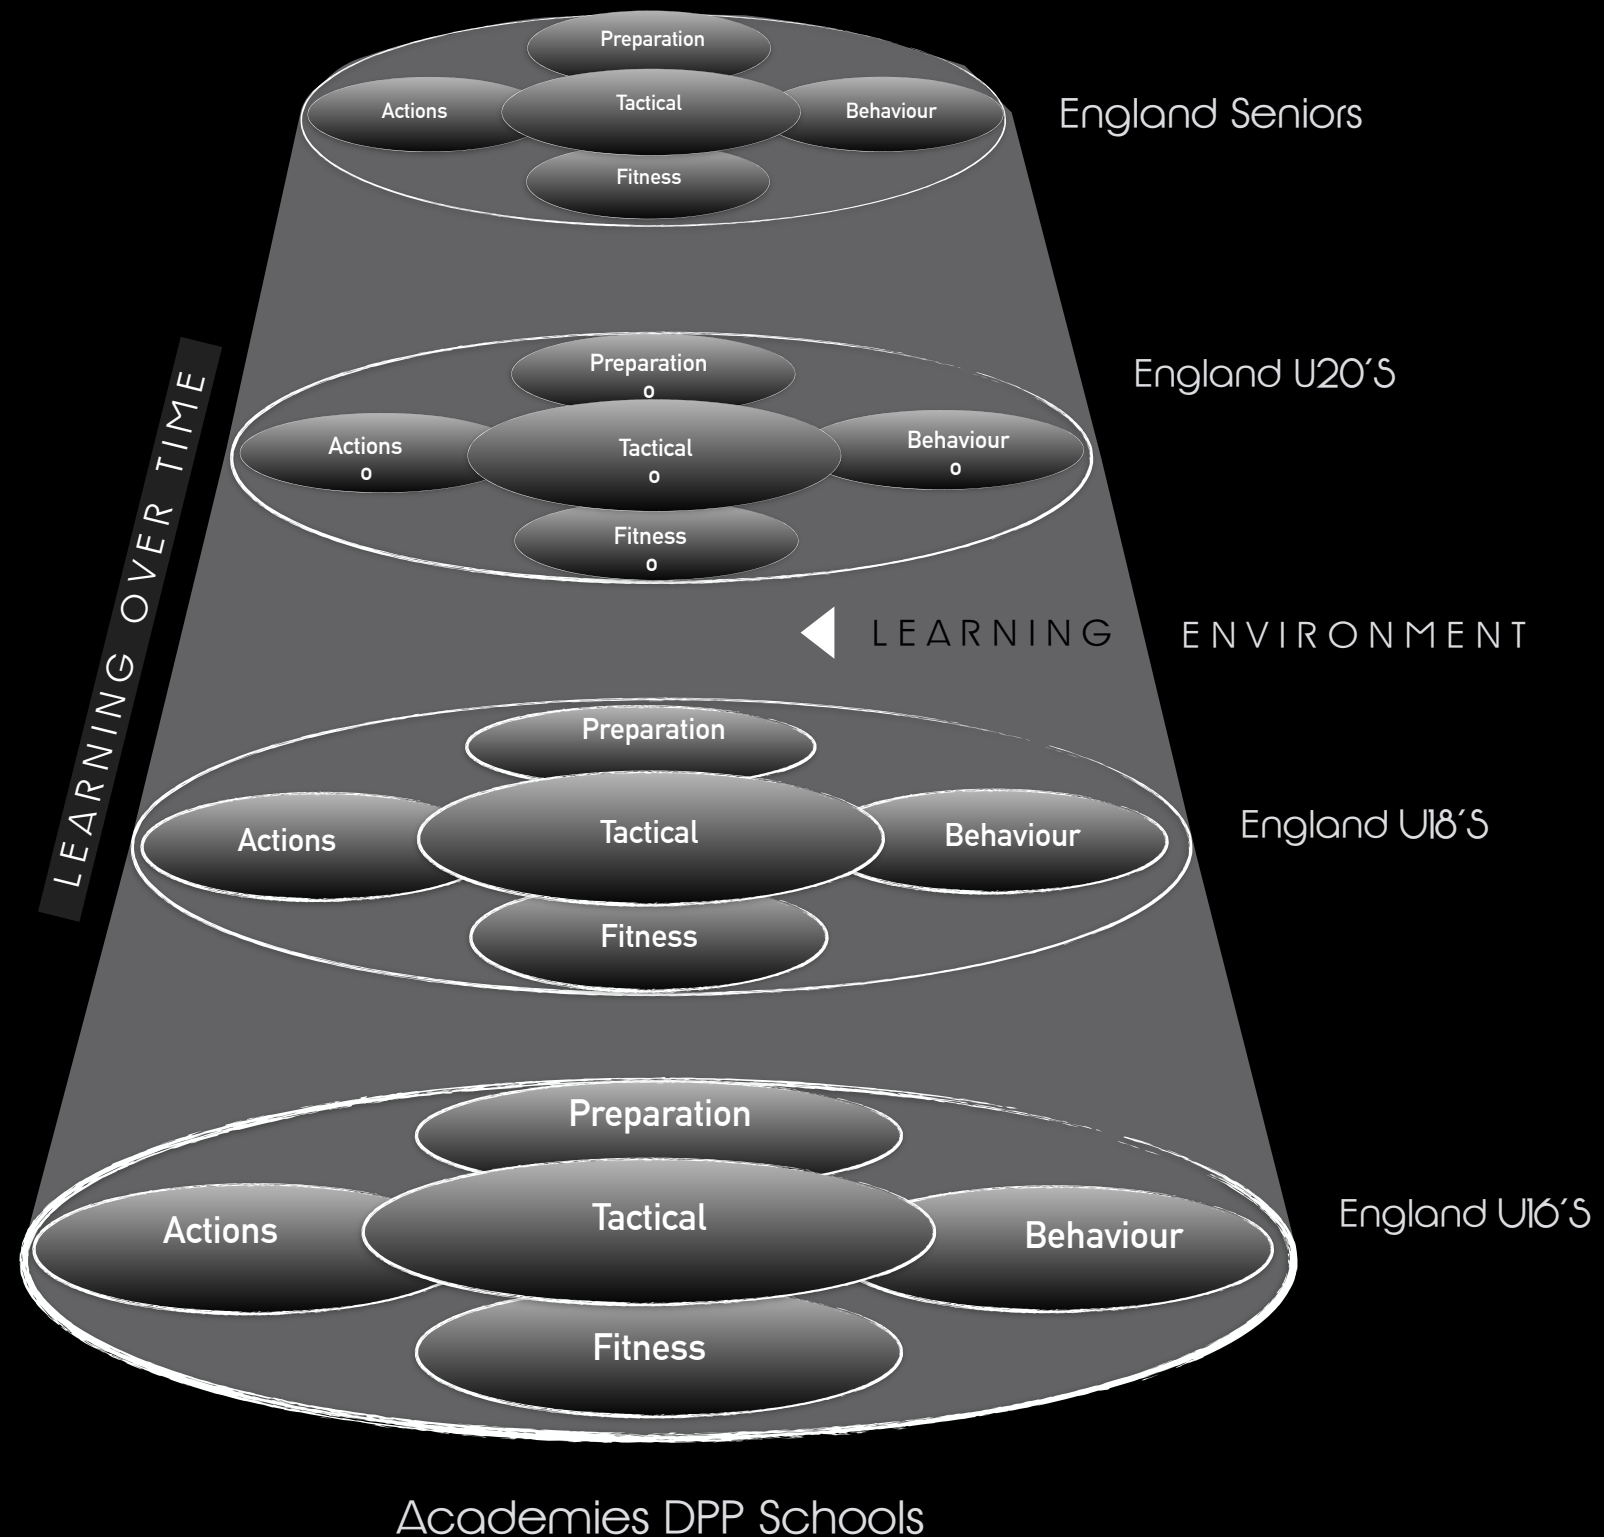 Preparation
Actions
Tactical
Behaviour
England Seniors
Fitness
Preparation
o
England U20'S
Actions
o
Tactical
o
Behaviour
o
Fitness
o
LEARNING OVER TIME
LEARNING ENVIRONMENT
Preparation
Actions
Tactical
Behaviour
England U18'S
Fitness
Preparation
Actions
Tactical
Behaviour
England U16'S
Fitness
Academies DPP Schools